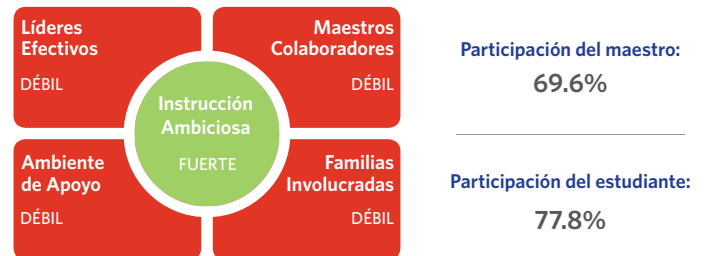 Líderes
Efectivos
DÉBIL
Maestros
Colaboradores
DÉBIL
Instrucción
Ambiciosa
FUERTE
Ambiente
de Apoyo
DÉBIL
Familias
Involucradas
DÉBIL
Participación del maestro:
69.6%
Participación del estudiante:
77.8%